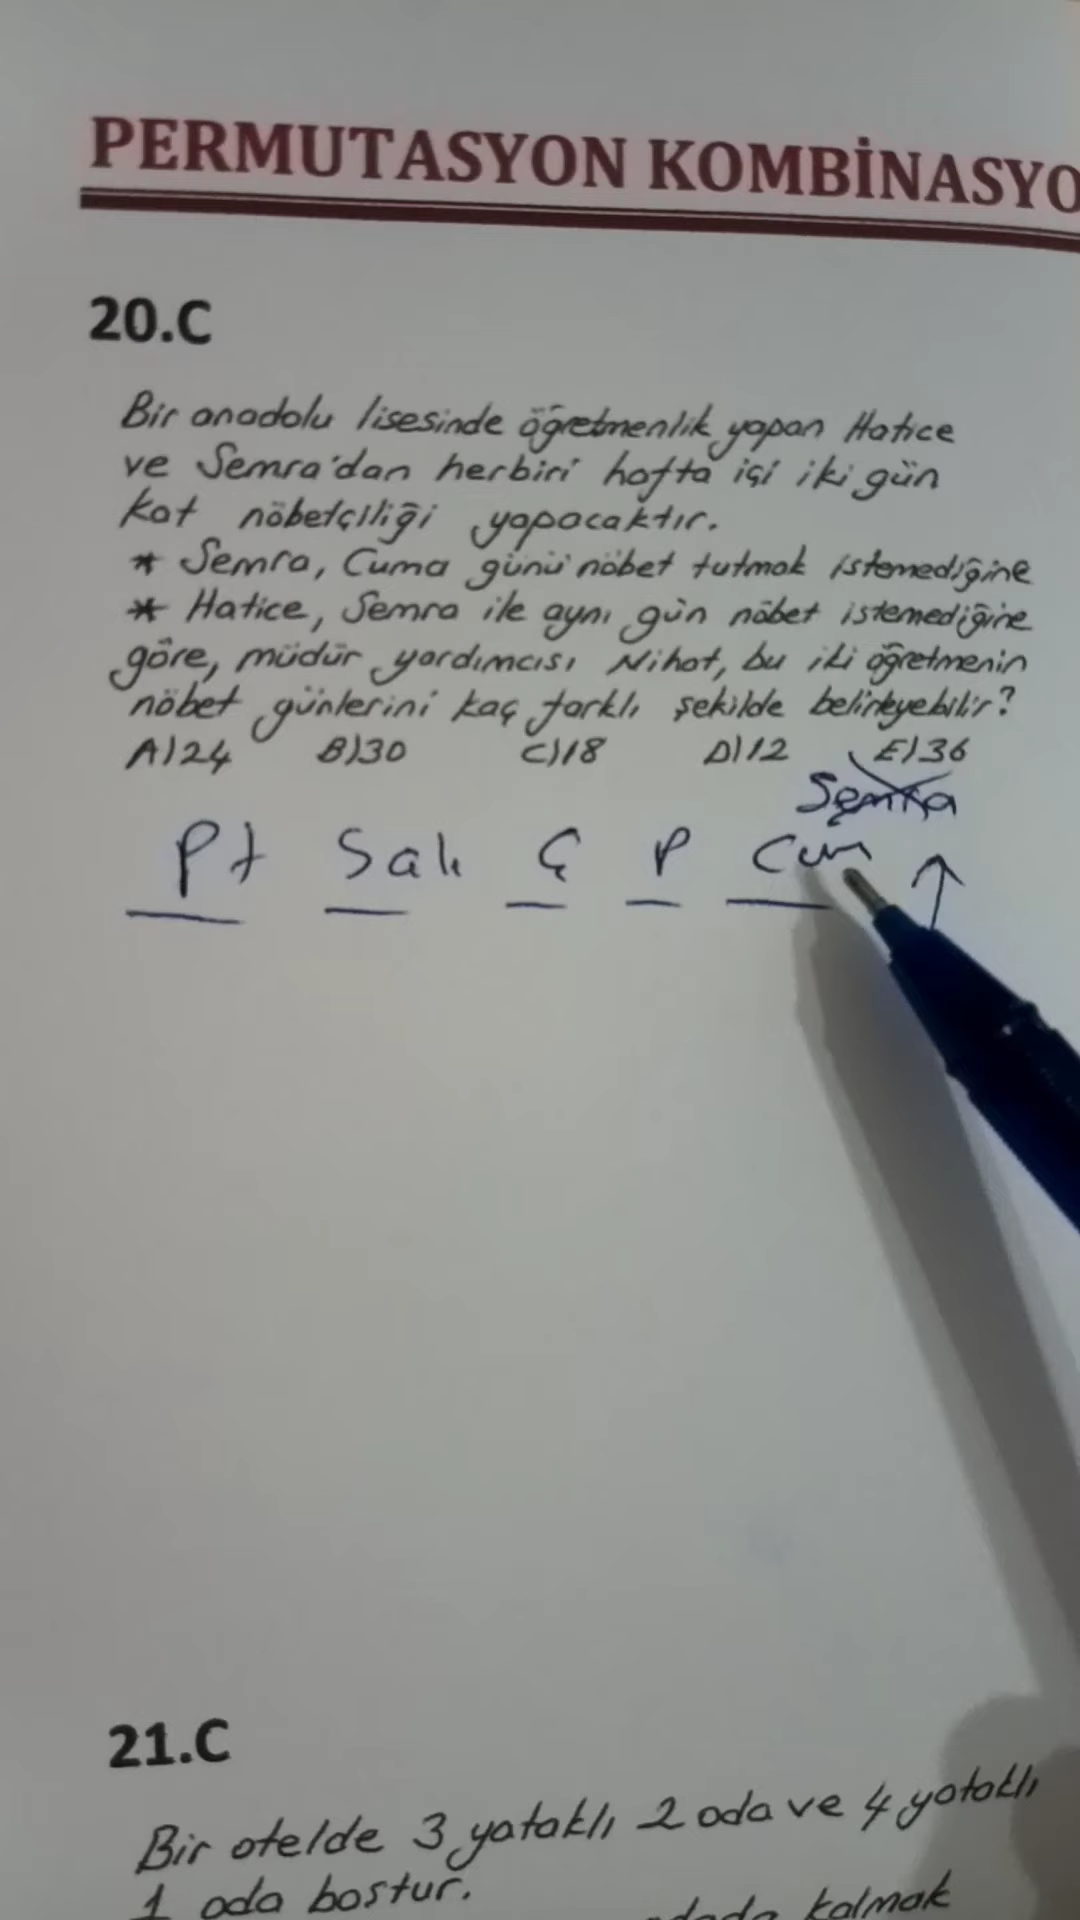 PERMUTASYON KOMBİNASYO
20.C
Bir anadolu lisesinde öğretmenlik yapan Hatice
ve Semra'dan herbiri hafta içi iki gün
kat nöbetçiliği yapacaktır.
* Semra, Cuma günü nöbet tutmak istemediğine
* Hatice, Semra ile aynı gün nöbet istemediğine
göre, müdür yardımcısı Nihat, bu iki öğretmenin
nöbet günlerini kaç farklı şekilde belirleyebilir?
A)24 B)30 C)18 D)12 E)36
Semra
Pt Salı Ç P Cum
21.C
Bir otelde 3 yataklı 2 oda ve 4 yataklı
1 oda boştur.
odada kalmak